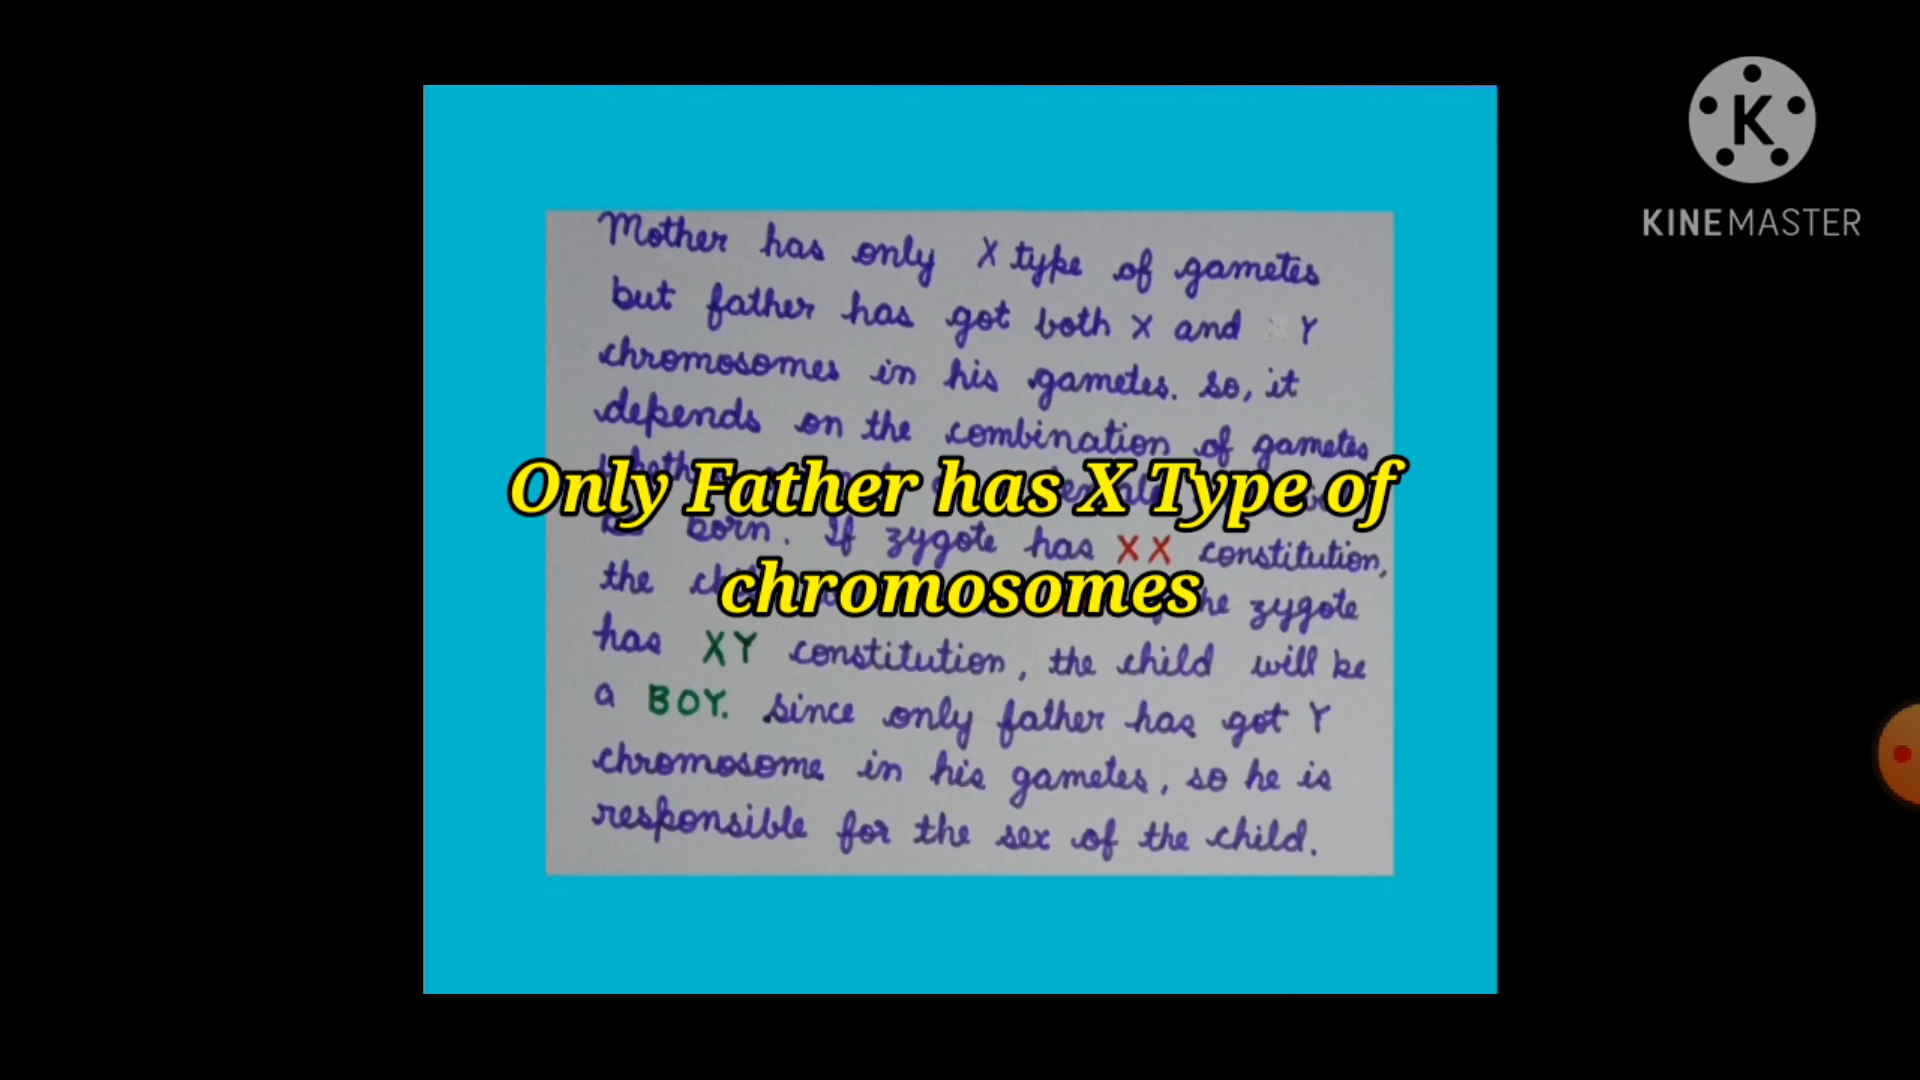 Mother has only X type of gametes
but father has got both X and Y
chromosomes in his gametes. So, it
depends on the combination of gametes
Only Father has X Type of
be born. If zygote has XX constitution,
the
chromosomes
the zygote
has XY constitution, the child will be
a BOY. Since only father has got Y
chromosome in his gametes, so he is
responsible for the sex of the child.
K
KINEMASTER